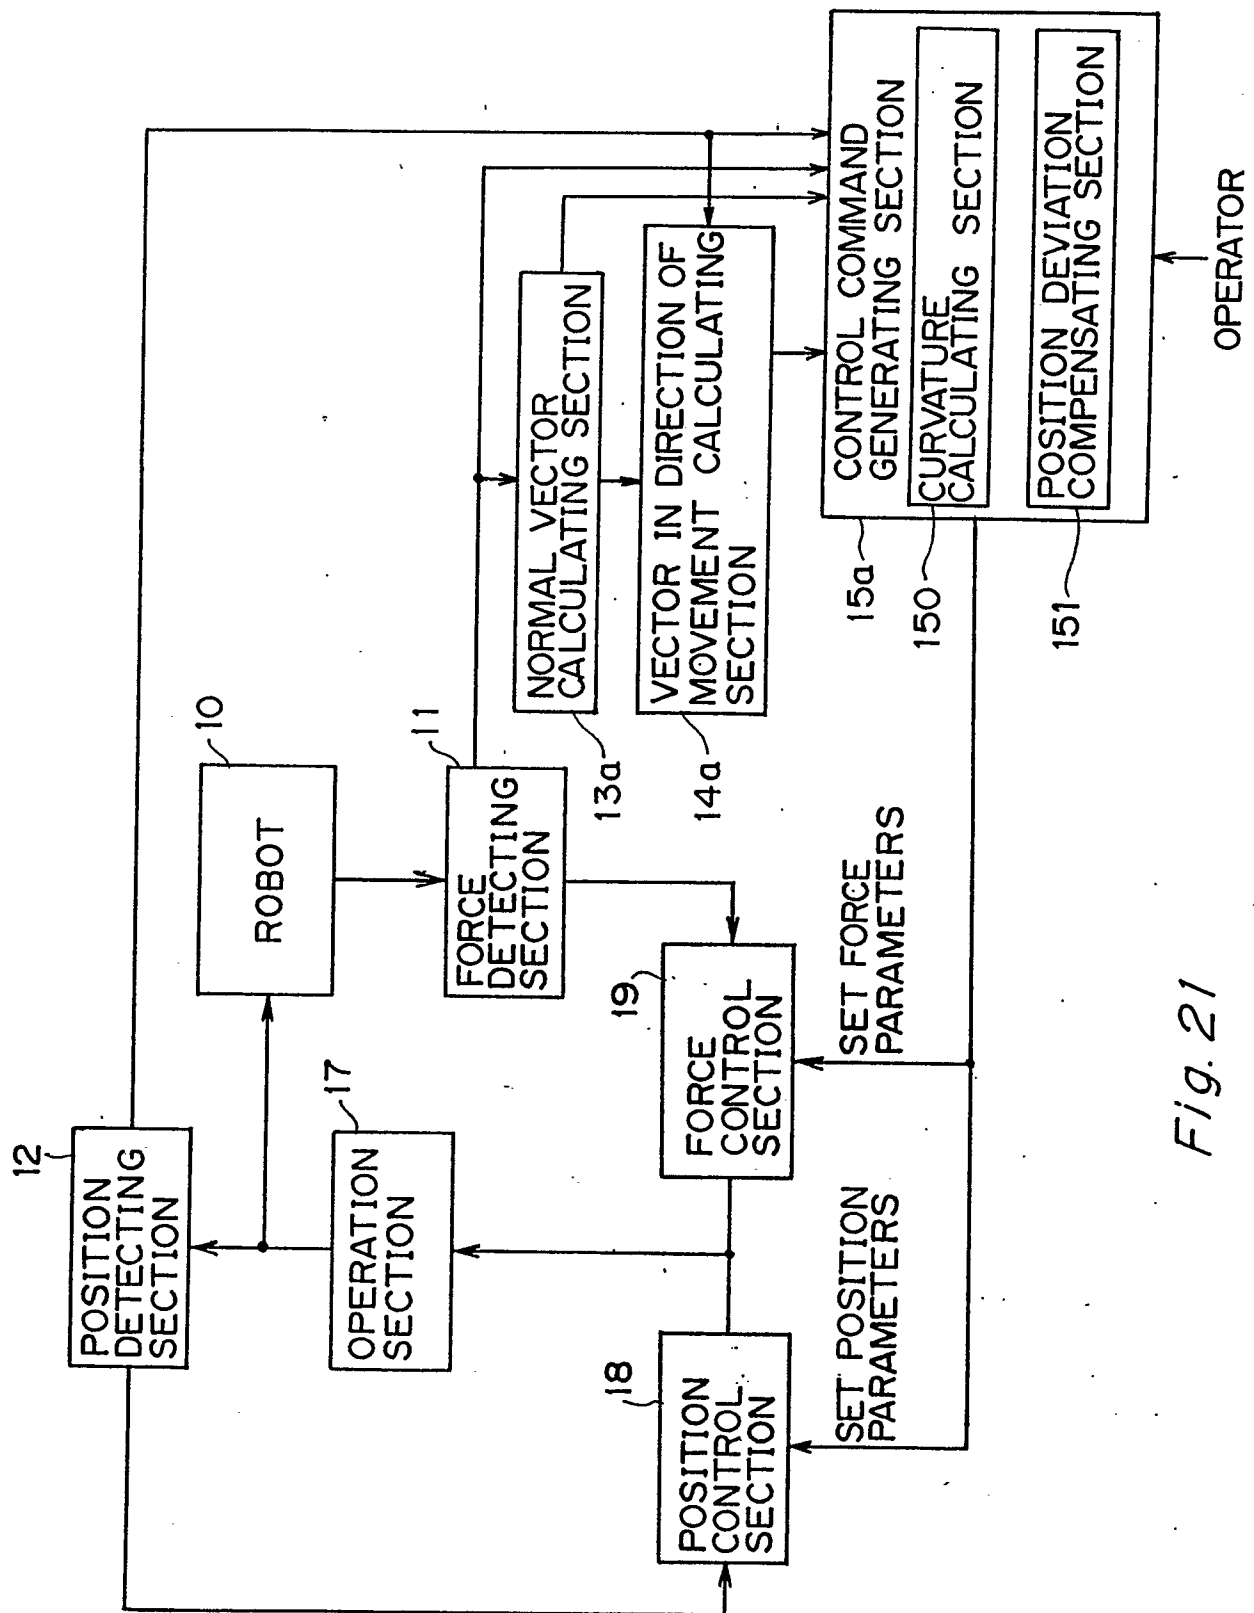 12
POSITION
DETECTING
SECTION
17
OPERATION
SECTION
10
ROBOT
11
FORCE
DETECTING
SECTION
18
POSITION
CONTROL
SECTION
19
FORCE
CONTROL
SECTION
13a
NORMAL VECTOR
CALCULATING SECTION
14a
VECTOR IN DIRECTION OF
MOVEMENT CALCULATING
SECTION
15a
CONTROL COMMAND
GENERATING SECTION
150
CURVATURE
CALCULATING SECTION
151
POSITION DEVIATION
COMPENSATING SECTION
OPERATOR
SET POSITION
PARAMETERS
SET FORCE
PARAMETERS
Fig. 21